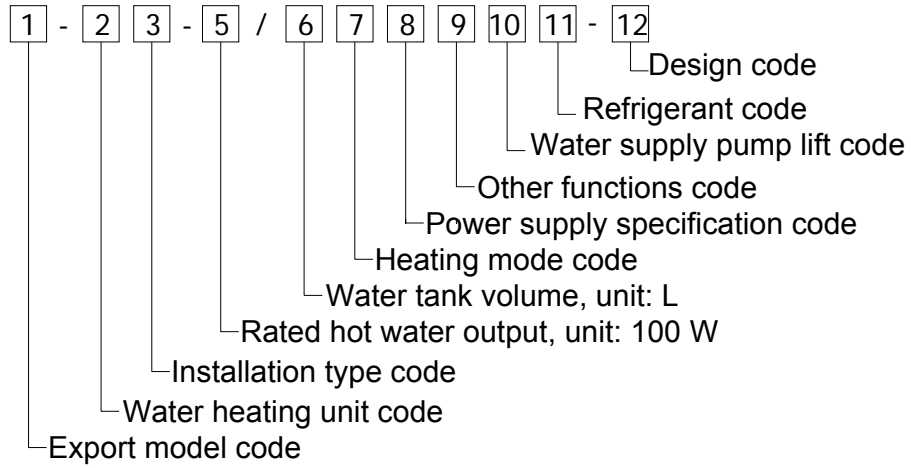 1 - 2 3 - 5 / 6 7 8 9 10 11 - 12
Design code
Refrigerant code
Water supply pump lift code
Other functions code
Power supply specification code
Heating mode code
Water tank volume, unit: L
Rated hot water output, unit: 100 W
Installation type code
Water heating unit code
Export model code